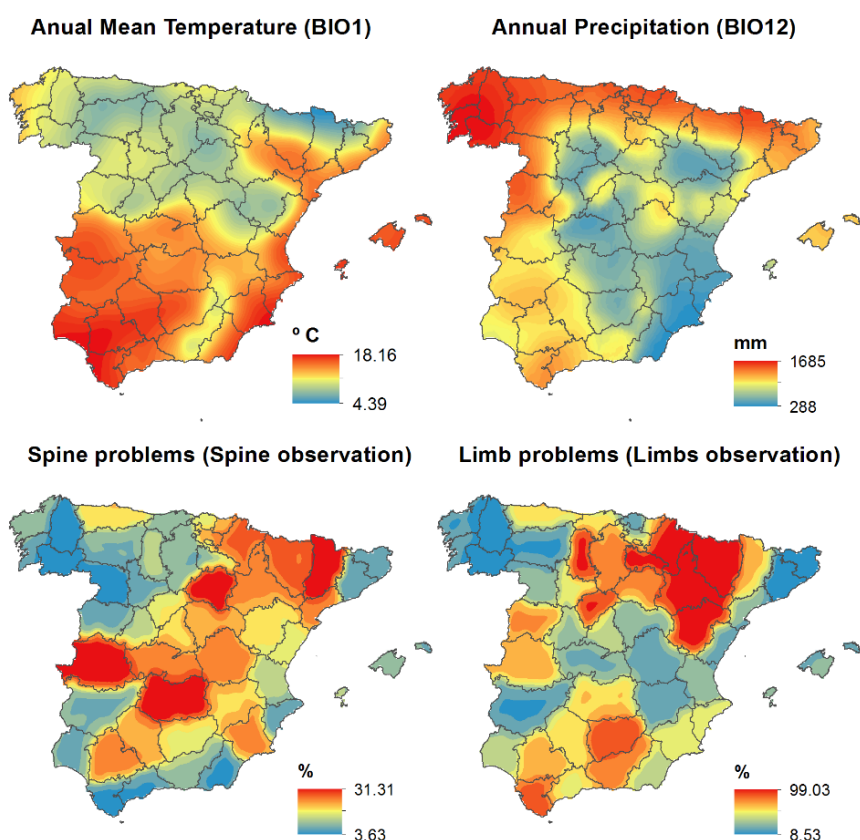 Anual Mean Temperature (BIO1)
Annual Precipitation (BIO12)
º C
18.16
4.39
mm
1685
288
Spine problems (Spine observation)
Limb problems (Limbs observation)
%
31.31
3.63
%
99.03
8.53